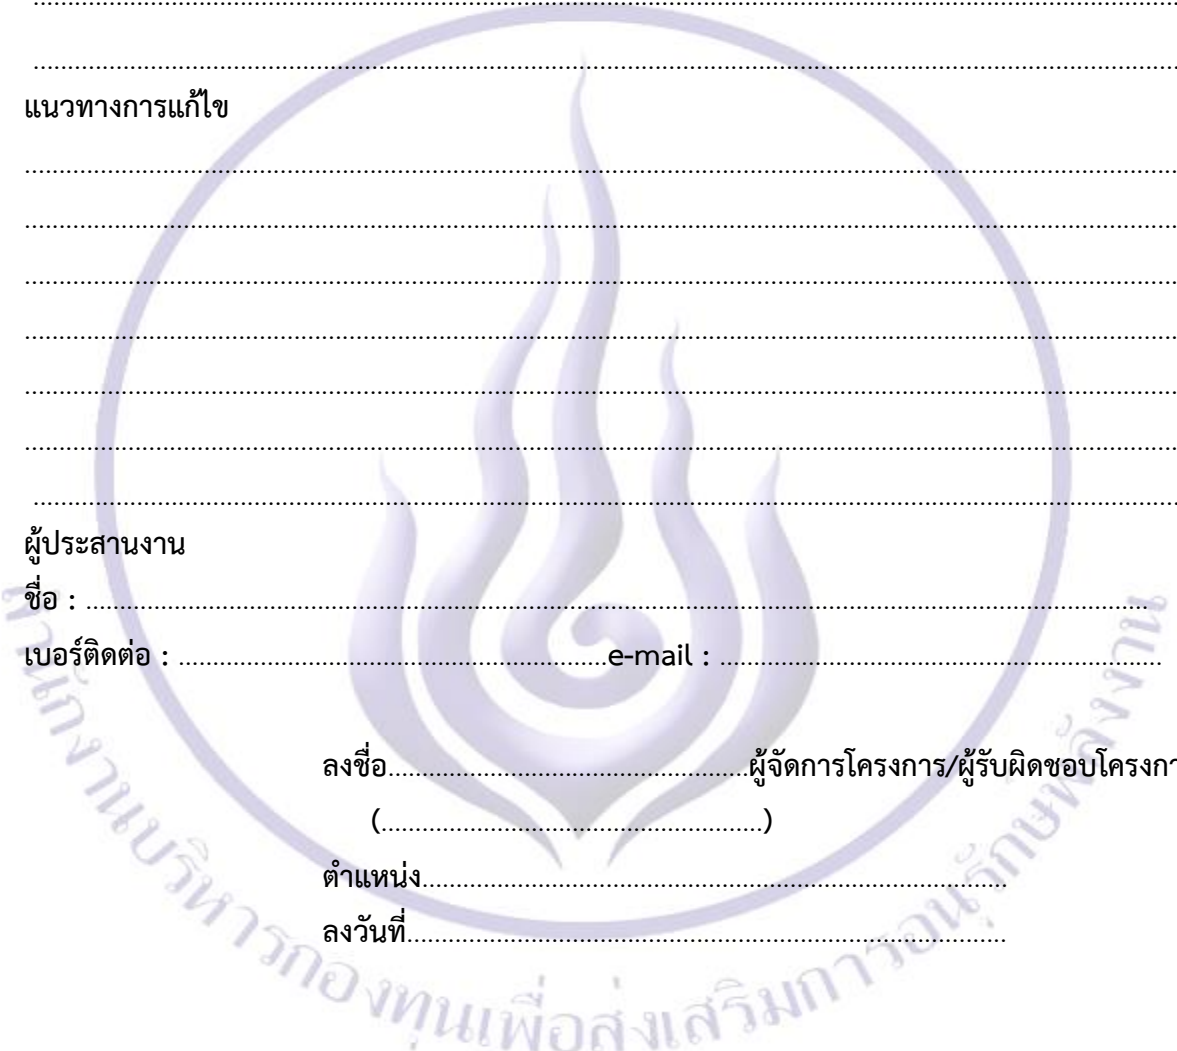 ................................................................................
................................................................................
แนวทางการแก้ไข
................................................................................
................................................................................
................................................................................
................................................................................
................................................................................
................................................................................
................................................................................
ผู้ประสานงาน
ชื่อ : ................................................................................
เบอร์ติดต่อ : ............................................................e-mail : ............................................................
ลงชื่อ....................................................ผู้จัดการโครงการ/ผู้รับผิดชอบโครงกา
(.......................................................)
ตำแหน่ง....................................................................................
ลงวันที่......................................................................................
สำนักงานบริหารกองทุนเพื่อส่งเสริมการอนุรักษ์พลังงาน